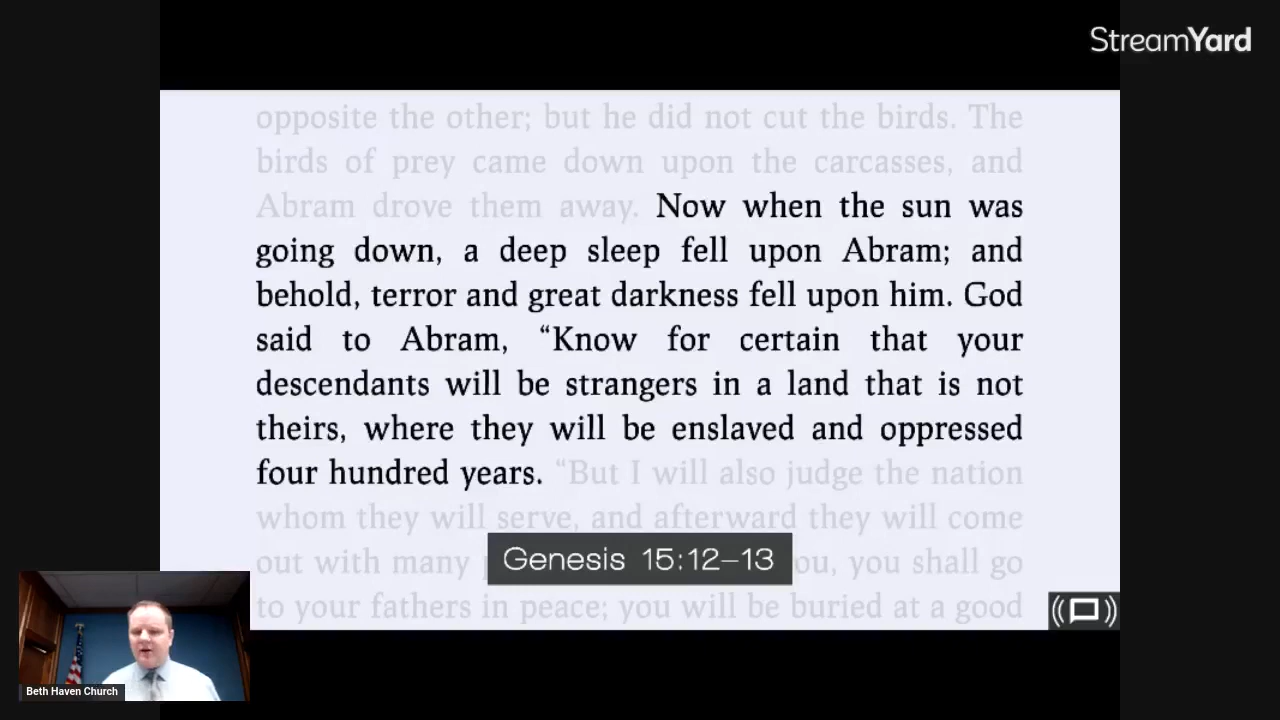 StreamYard
opposite the other; but he did not cut the birds. The
birds of prey came down upon the carcasses, and
Abram drove them away. Now when the sun was
going down, a deep sleep fell upon Abram; and
behold, terror and great darkness fell upon him. God
said to Abram, “Know for certain that your
descendants will be strangers in a land that is not
theirs, where they will be enslaved and oppressed
four hundred years. “But I will also judge the nation
whom they will serve, and afterward they will come
out with many ou, you shall go
Genesis 15:12–13
to your fathers in peace; you will be buried at a good
Beth Haven Church